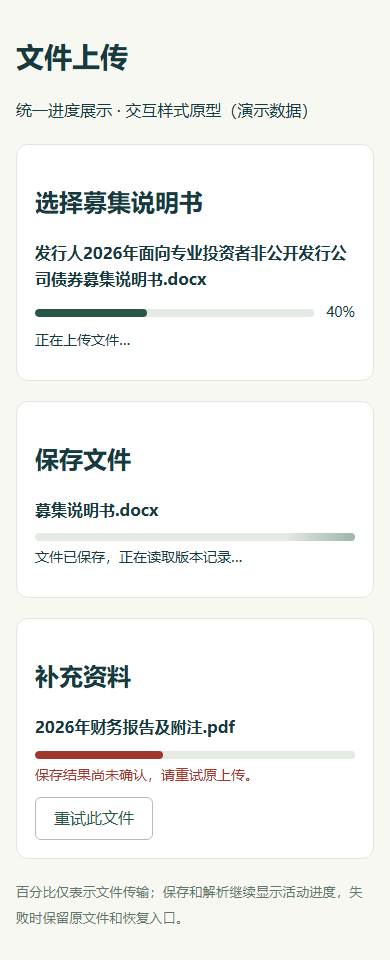 文件上传
统一进度展示 · 交互样式原型（演示数据）
选择募集说明书
发行人2026年面向专业投资者非公开发行公
司债券募集说明书.docx
40%
正在上传文件...
保存文件
募集说明书.docx
文件已保存，正在读取版本记录...
补充资料
2026年财务报告及附注.pdf
保存结果尚未确认，请重试原上传。
重试此文件
百分比仅表示文件传输；保存和解析继续显示活动进度，失
败时保留原文件和恢复入口。